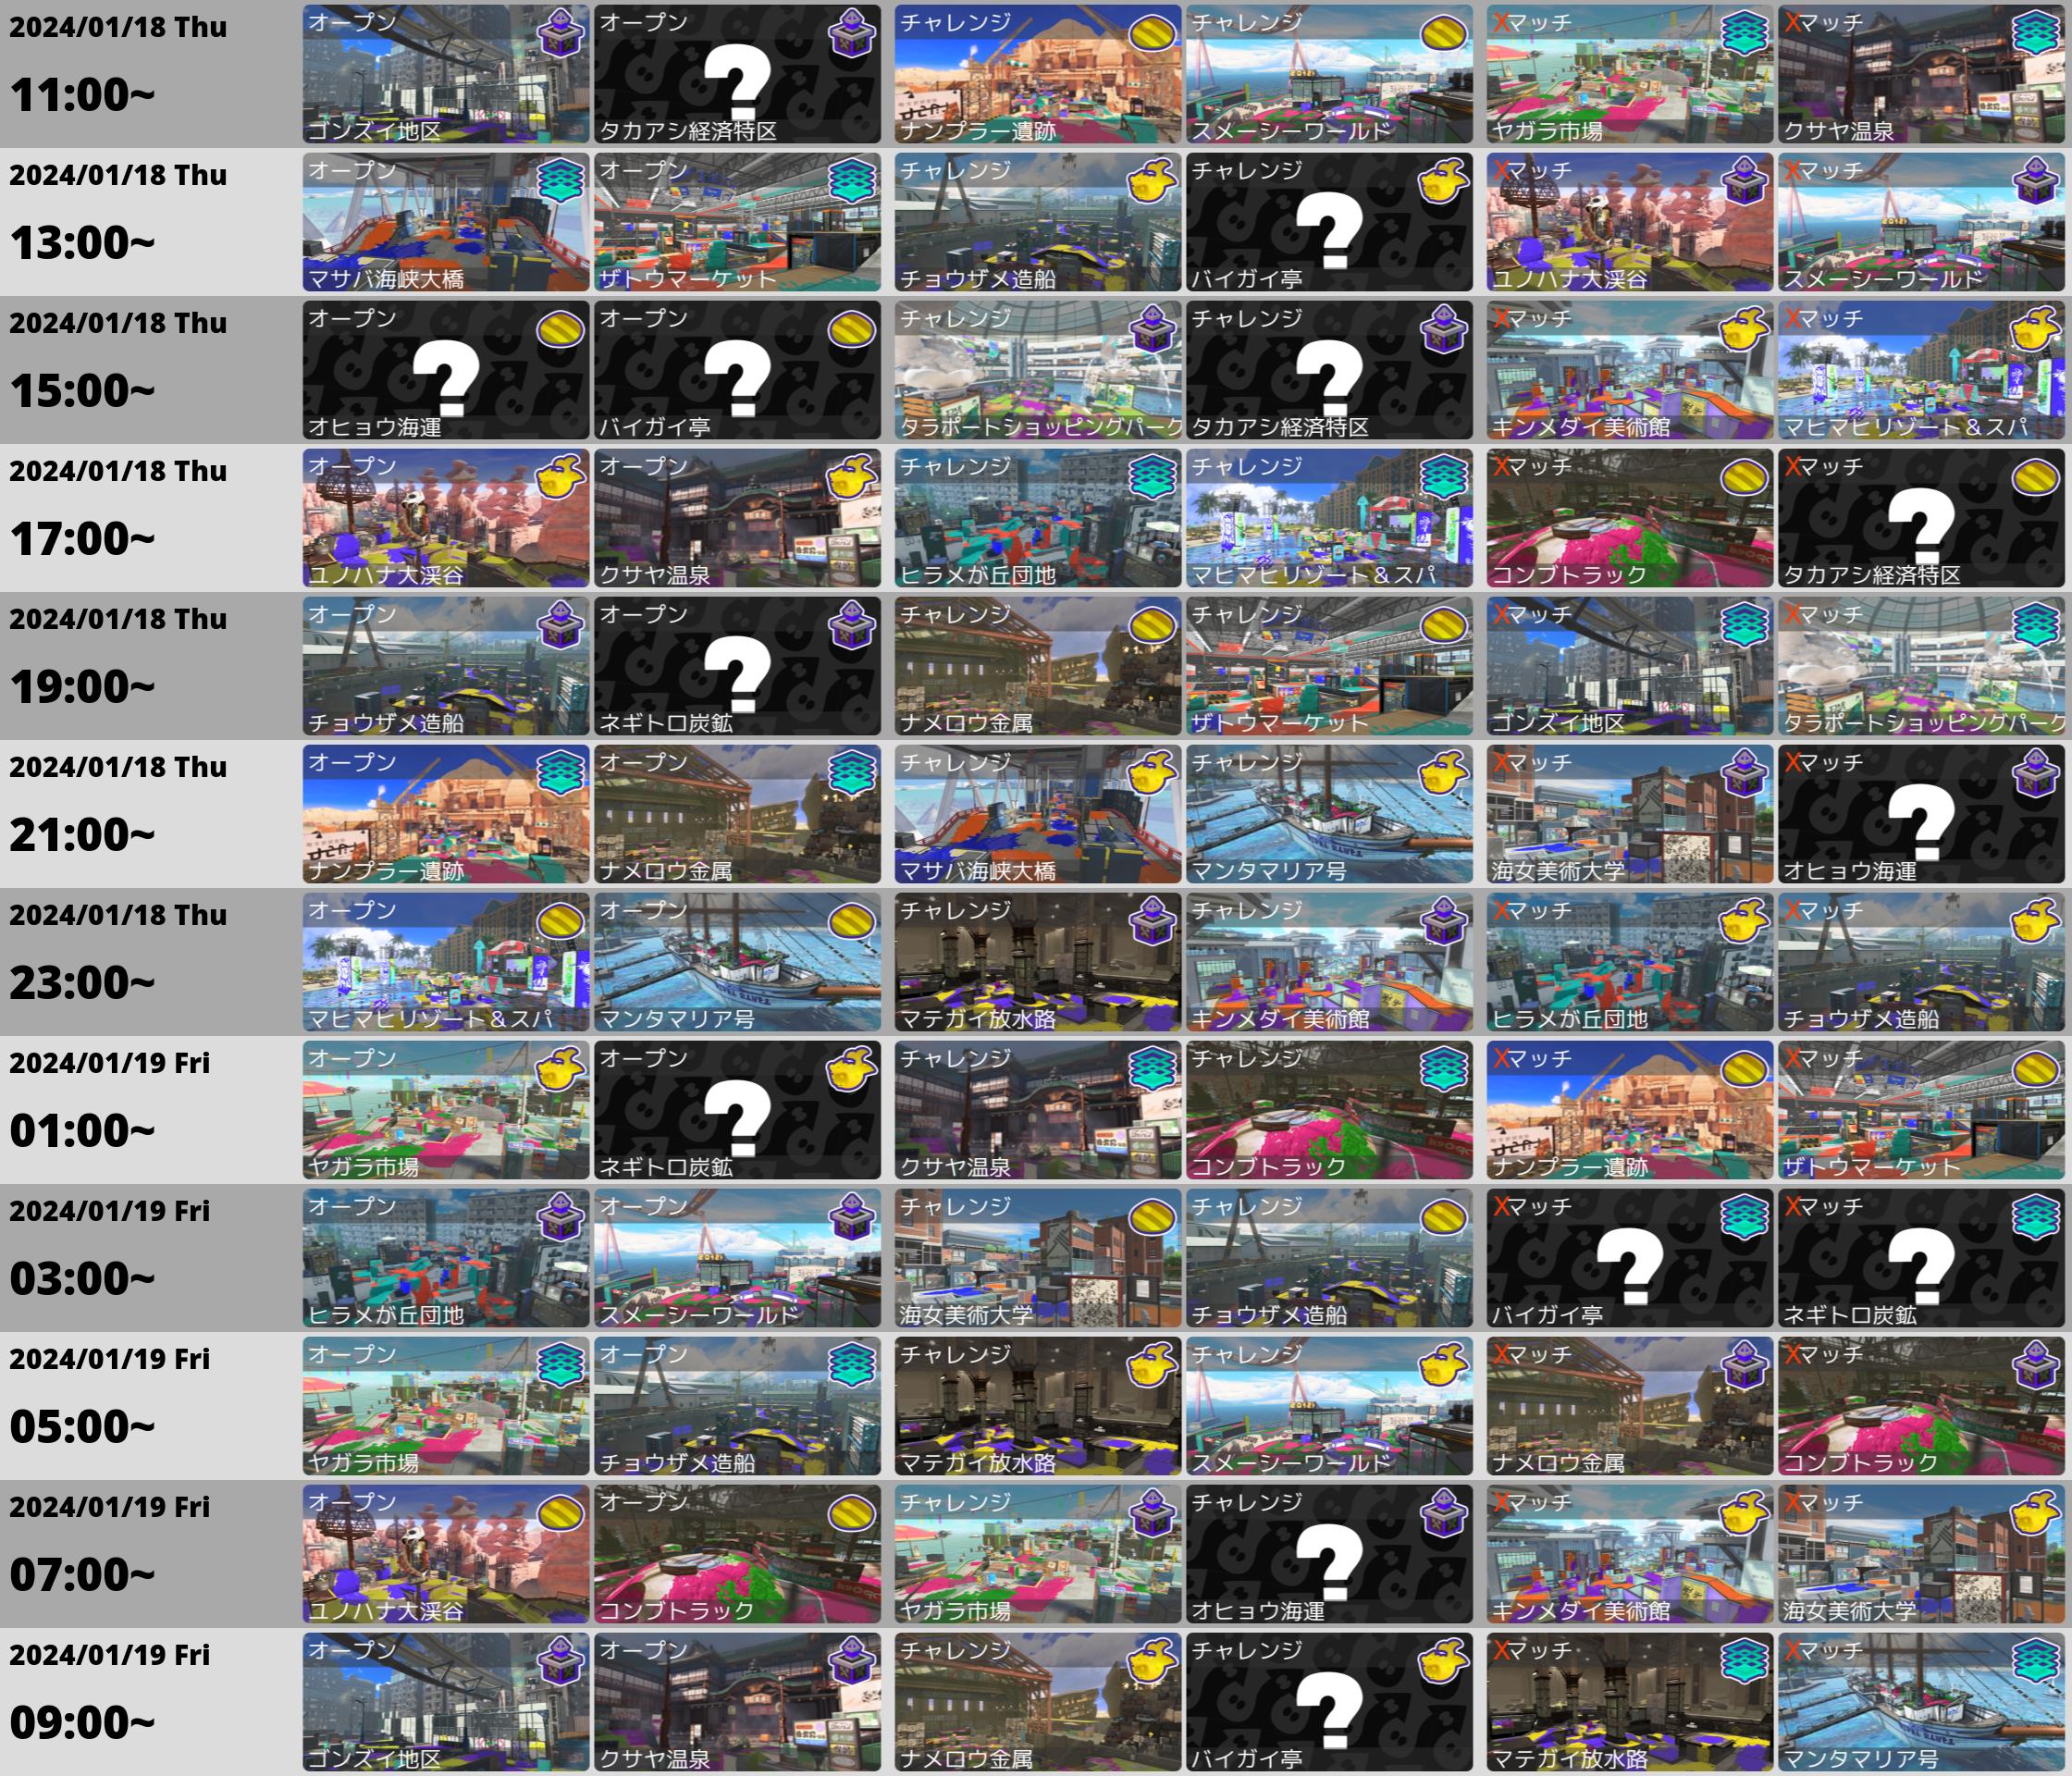 2024/01/18 Thu
11:00~
オープン
ゴンズイ地区
オープン
タカアシ経済特区
チャレンジ
ナンプラー遺跡
チャレンジ
スメーシーワールド
Xマッチ
ヤガラ市場
Xマッチ
クサヤ温泉
2024/01/18 Thu
13:00~
オープン
マサバ海峡大橋
オープン
ザトウマーケット
チャレンジ
チョウザメ造船
チャレンジ
バイガイ亭
Xマッチ
ユノハナ大渓谷
Xマッチ
スメーシーワールド
2024/01/18 Thu
15:00~
オープン
?
オヒョウ海運
オープン
?
バイガイ亭
チャレンジ
タラポートショッピングパーク
チャレンジ
?
タカアシ経済特区
Xマッチ
キンメダイ美術館
Xマッチ
マヒマヒリゾート&スパ
2024/01/18 Thu
17:00~
オープン
ユノハナ大渓谷
オープン
クサヤ温泉
チャレンジ
ヒラメが丘団地
チャレンジ
マヒマヒリゾート&スパ
Xマッチ
コンブトラック
Xマッチ
?
タカアシ経済特区
2024/01/18 Thu
19:00~
オープン
チョウザメ造船
オープン
?
ネギトロ炭鉱
チャレンジ
ナメロウ金属
チャレンジ
ザトウマーケット
Xマッチ
ゴンズイ地区
Xマッチ
タラポートショッピングパーク
2024/01/18 Thu
21:00~
オープン
ナンプラー遺跡
オープン
ナメロウ金属
チャレンジ
マサバ海峡大橋
チャレンジ
マンタマリア号
Xマッチ
海女美術大学
Xマッチ
?
オヒョウ海運
2024/01/18 Thu
23:00~
オープン
マヒマヒリゾート&スパ
オープン
マンタマリア号
チャレンジ
マテガイ放水路
チャレンジ
キンメダイ美術館
Xマッチ
ヒラメが丘団地
Xマッチ
チョウザメ造船
2024/01/19 Fri
01:00~
オープン
ヤガラ市場
オープン
?
ネギトロ炭鉱
チャレンジ
クサヤ温泉
チャレンジ
コンブトラック
Xマッチ
ナンプラー遺跡
Xマッチ
ザトウマーケット
2024/01/19 Fri
03:00~
オープン
ヒラメが丘団地
オープン
スメーシーワールド
チャレンジ
海女美術大学
チャレンジ
チョウザメ造船
Xマッチ
?
バイガイ亭
Xマッチ
?
ネギトロ炭鉱
2024/01/19 Fri
05:00~
オープン
ヤガラ市場
オープン
チョウザメ造船
チャレンジ
マテガイ放水路
チャレンジ
スメーシーワールド
Xマッチ
ナメロウ金属
Xマッチ
コンブトラック
2024/01/19 Fri
07:00~
オープン
ユノハナ大渓谷
オープン
コンブトラック
チャレンジ
ヤガラ市場
チャレンジ
?
オヒョウ海運
Xマッチ
キンメダイ美術館
Xマッチ
海女美術大学
2024/01/19 Fri
09:00~
オープン
ゴンズイ地区
オープン
クサヤ温泉
チャレンジ
ナメロウ金属
チャレンジ
?
バイガイ亭
Xマッチ
マテガイ放水路
Xマッチ
マンタマリア号